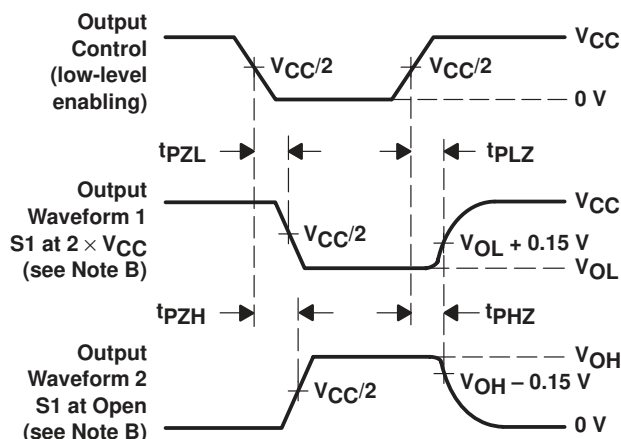 Output
Control
(low-level
enabling)
VCC
VCC/2
VCC/2
0 V
tPZL
tPLZ
Output
Waveform 1
S1 at 2 × VCC
(see Note B)
VCC
VCC/2
VOL + 0.15 V
VOL
tPZH
tPHZ
Output
Waveform 2
S1 at Open
(see Note B)
VOH
VCC/2
VOH – 0.15 V
0 V